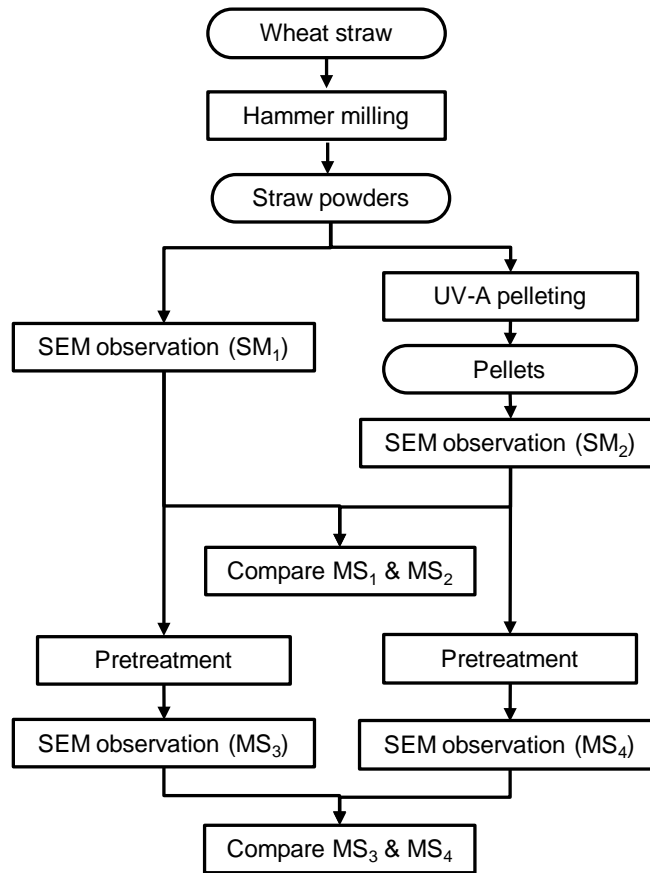 Wheat straw
Hammer milling
Straw powders
UV-A pelleting
SEM observation (SM₁)
Pellets
SEM observation (SM₂)
Compare MS₁ & MS₂
Pretreatment
Pretreatment
SEM observation (MS₃)
SEM observation (MS₄)
Compare MS₃ & MS₄